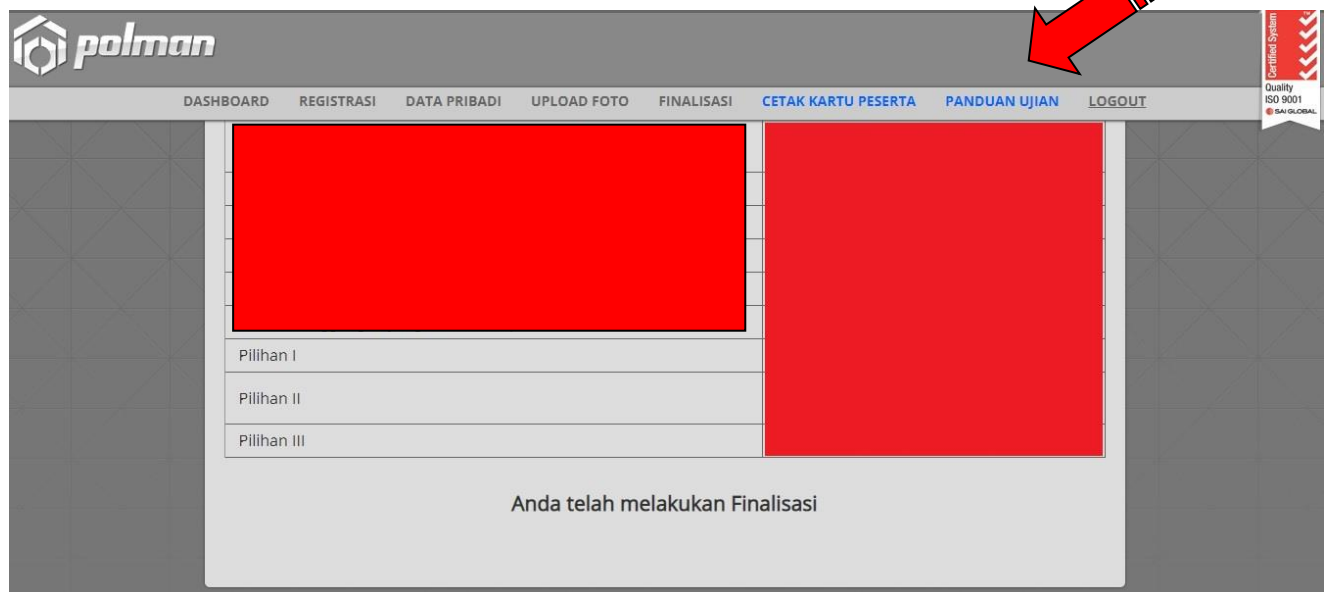 polman
Certified System
Quality
ISO 9001
SAI GLOBAL
DASHBOARD REGISTRASI DATA PRIBADI UPLOAD FOTO FINALISASI CETAK KARTU PESERTA PANDUAN UJIAN LOGOUT
Pilihan I
Pilihan II
Pilihan III
Anda telah melakukan Finalisasi